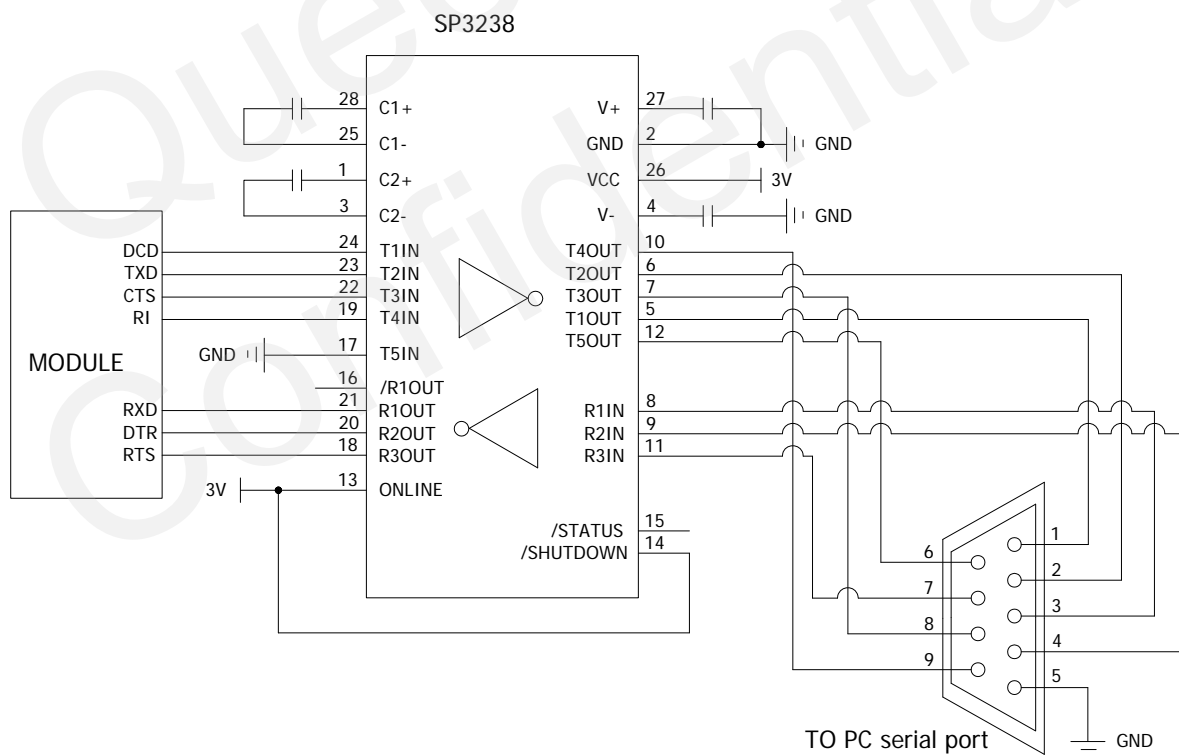 SP3238
28 C1+ V+ 27
25 C1- GND 2 GND
1 C2+ VCC 26 3V
3 C2- V- 4 GND
DCD 24 T1IN T4OUT 10
TXD 23 T2IN T2OUT 6
CTS 22 T3IN T3OUT 7
RI 19 T4IN T1OUT 5
T5OUT 12
MODULE GND 17 T5IN
16 /R1OUT
RXD 21 R1OUT R1IN 8
DTR 20 R2OUT R2IN 9
RTS 18 R3OUT R3IN 11
3V 13 ONLINE
/STATUS 15
/SHUTDOWN 14
1
6
2
7
3
8
4
9
5
TO PC serial port GND
Confidential